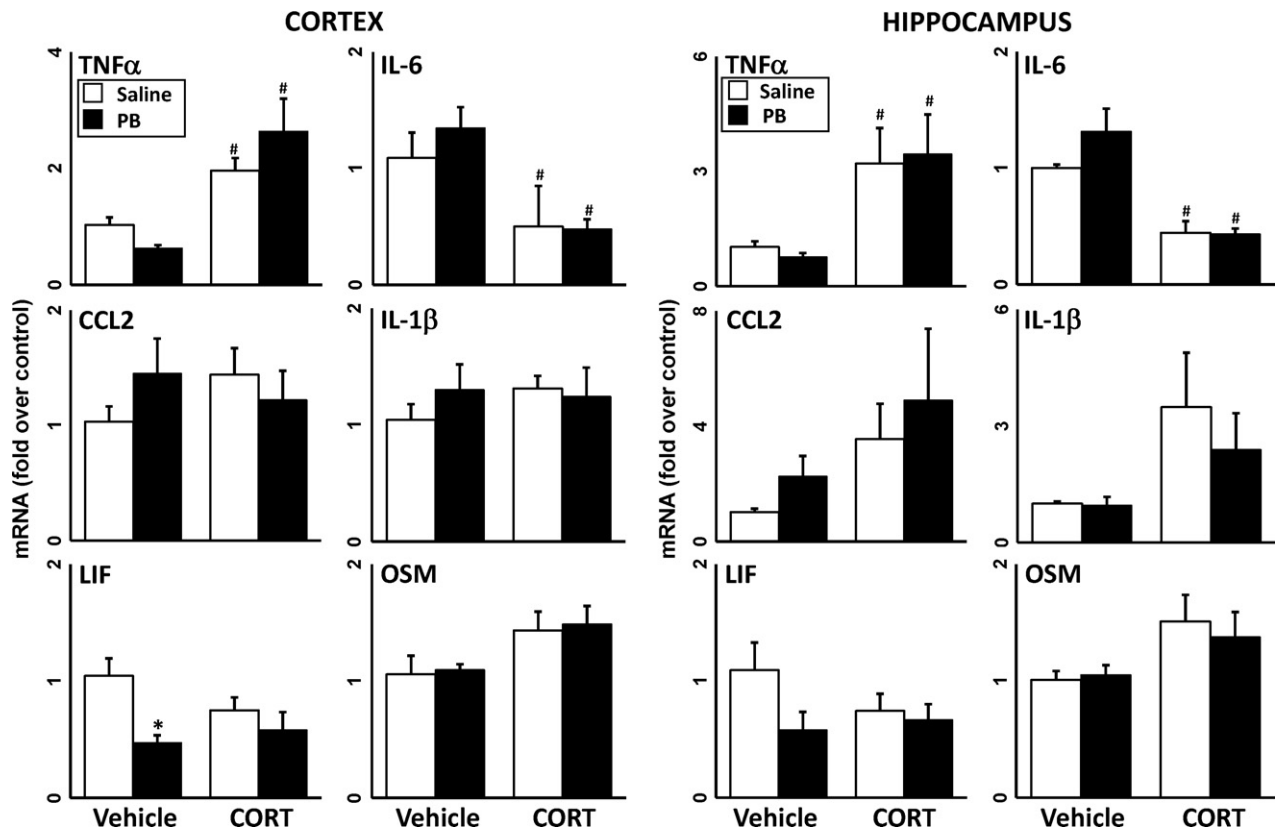 CORTEX
HIPPOCAMPUS
mRNA (fold over control)
TNFα
Saline
PB
4
2
0
#
#
IL-6
2
1
0
#
#
CCL2
2
1
0
IL-1β
2
1
0
LIF
2
1
0
*
Vehicle CORT
OSM
2
1
0
Vehicle CORT
mRNA (fold over control)
TNFα
Saline
PB
6
3
0
#
#
IL-6
2
1
0
#
#
CCL2
8
4
0
IL-1β
6
3
0
LIF
2
1
0
Vehicle CORT
OSM
2
1
0
Vehicle CORT